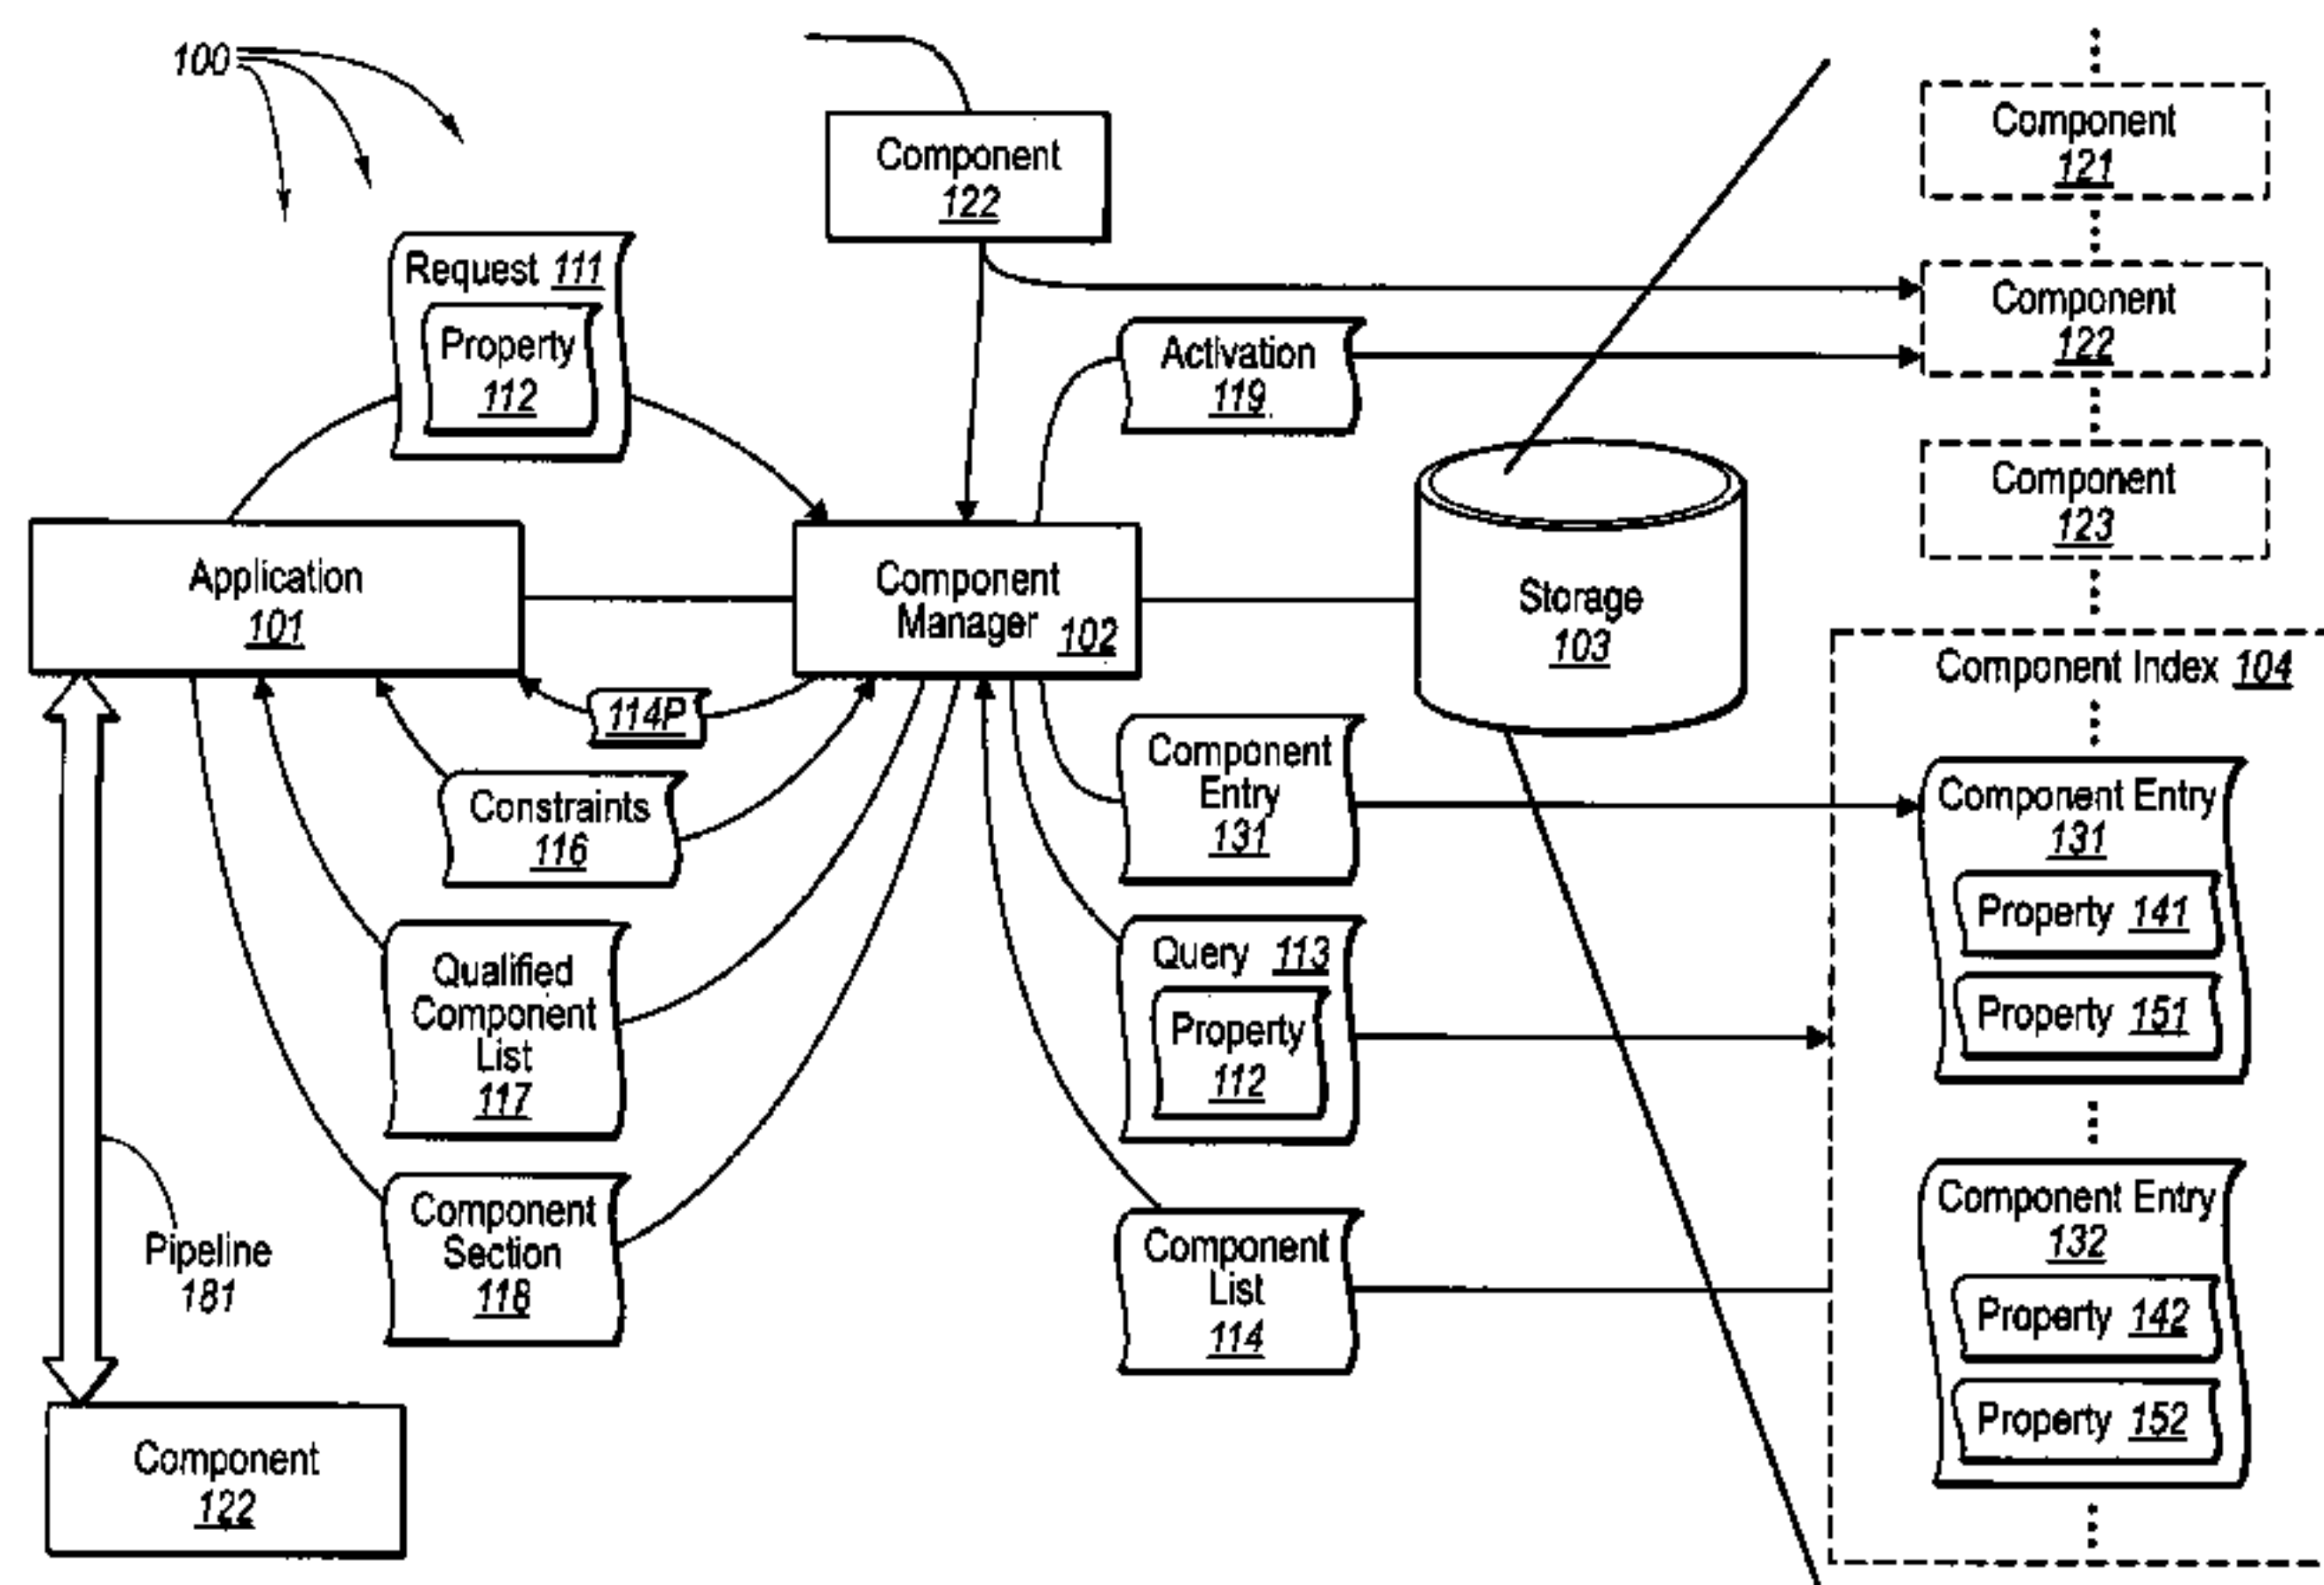 100
Component
122
Component
121
Request 111
Property
112
Activation
119
Component
122
Component
123
Application
101
Component
Manager 102
Storage
103
Component Index 104
114P
Constraints
116
Component
Entry
131
Component Entry
131
Property 141
Property 151
Qualified
Component
List
117
Query 113
Property
112
Component
Section
118
Component
List
114
Component Entry
132
Property 142
Property 152
Pipeline
181
Component
122